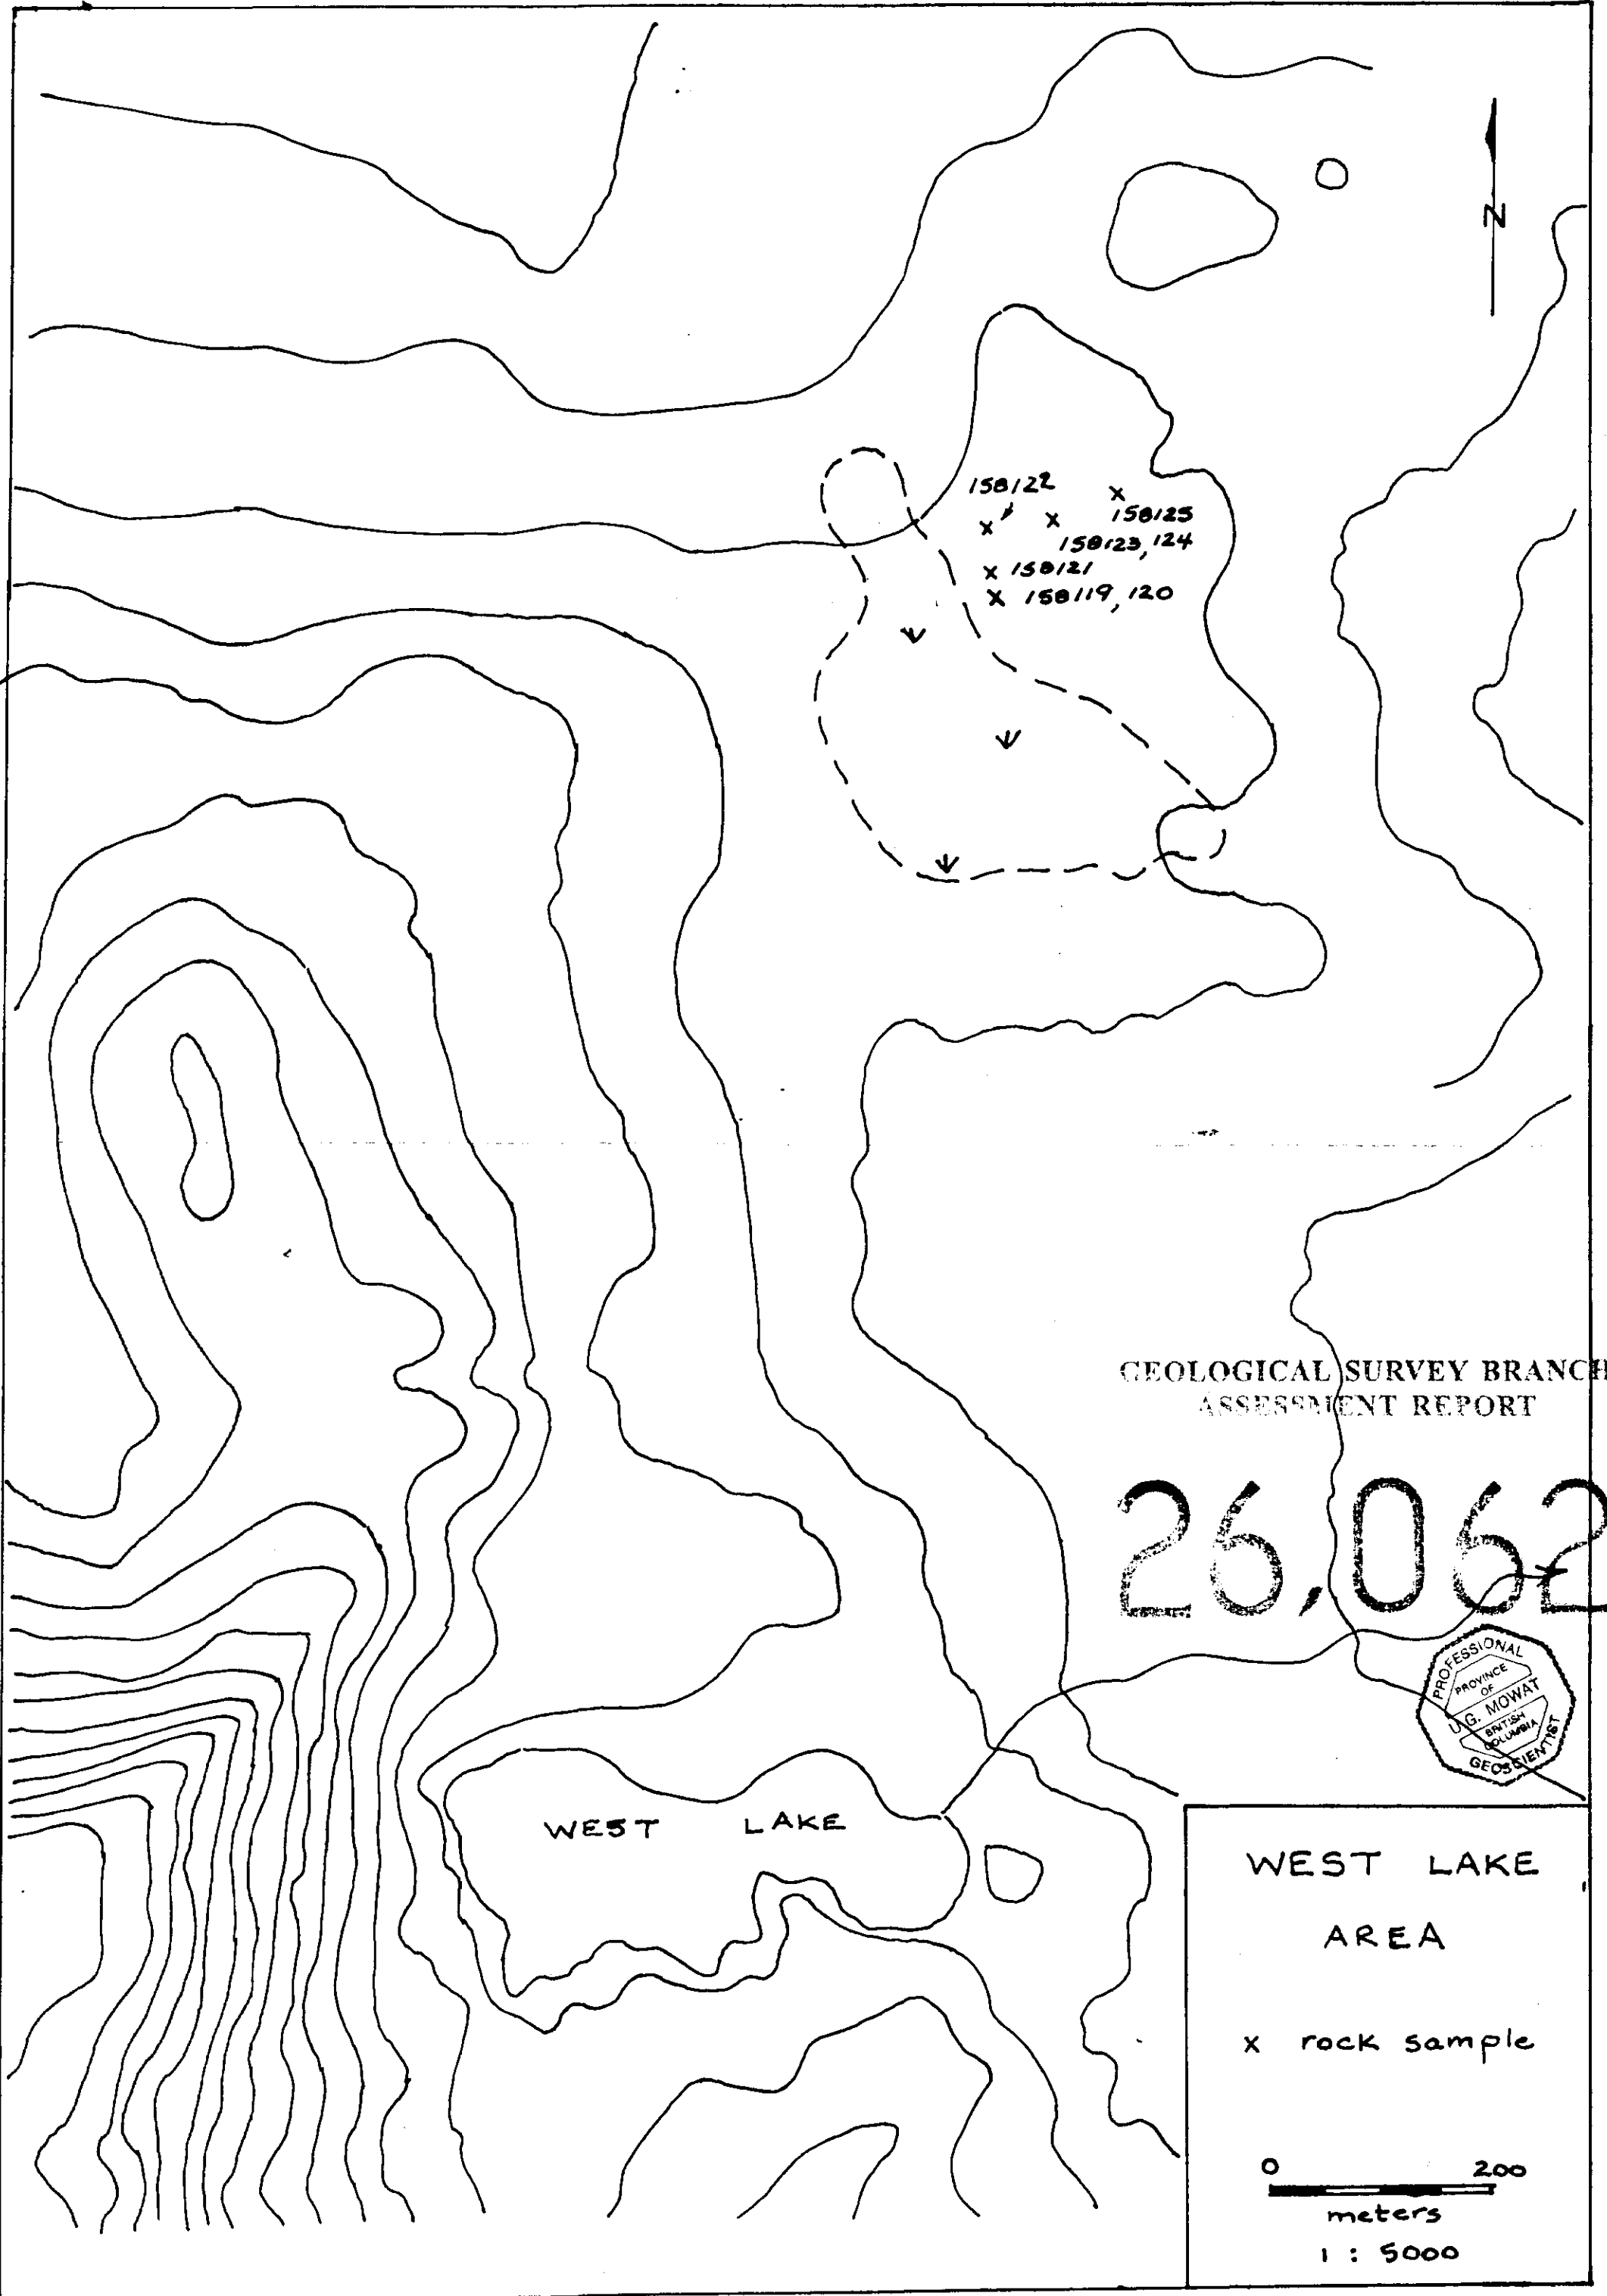 N
158122
158125
158123, 124
158121
158119, 120
GEOLOGICAL SURVEY BRANCH
ASSESSMENT REPORT
26,062
PROFESSIONAL
PROVINCE
OF
U.G. MOWAT
BRITISH
COLUMBIA
GEOSCIENTIST
WEST LAKE
WEST LAKE
AREA
x rock sample
0 200
meters
1 : 5000